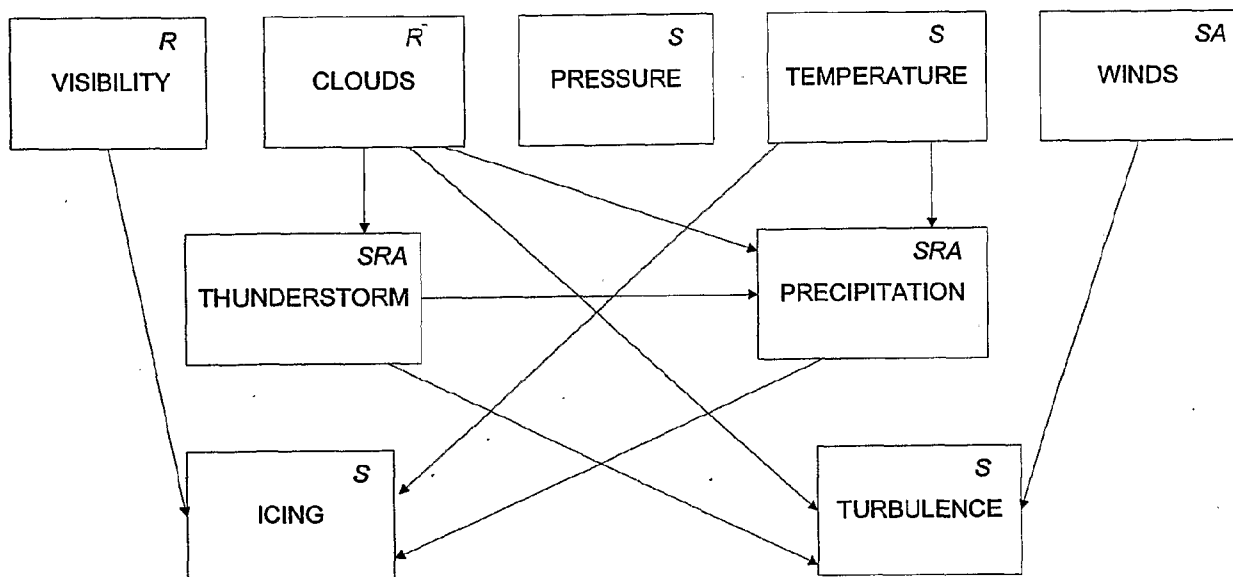 R
VISIBILITY
R
CLOUDS
S
PRESSURE
S
TEMPERATURE
SA
WINDS
SRA
THUNDERSTORM
SRA
PRECIPITATION
S
ICING
S
TURBULENCE